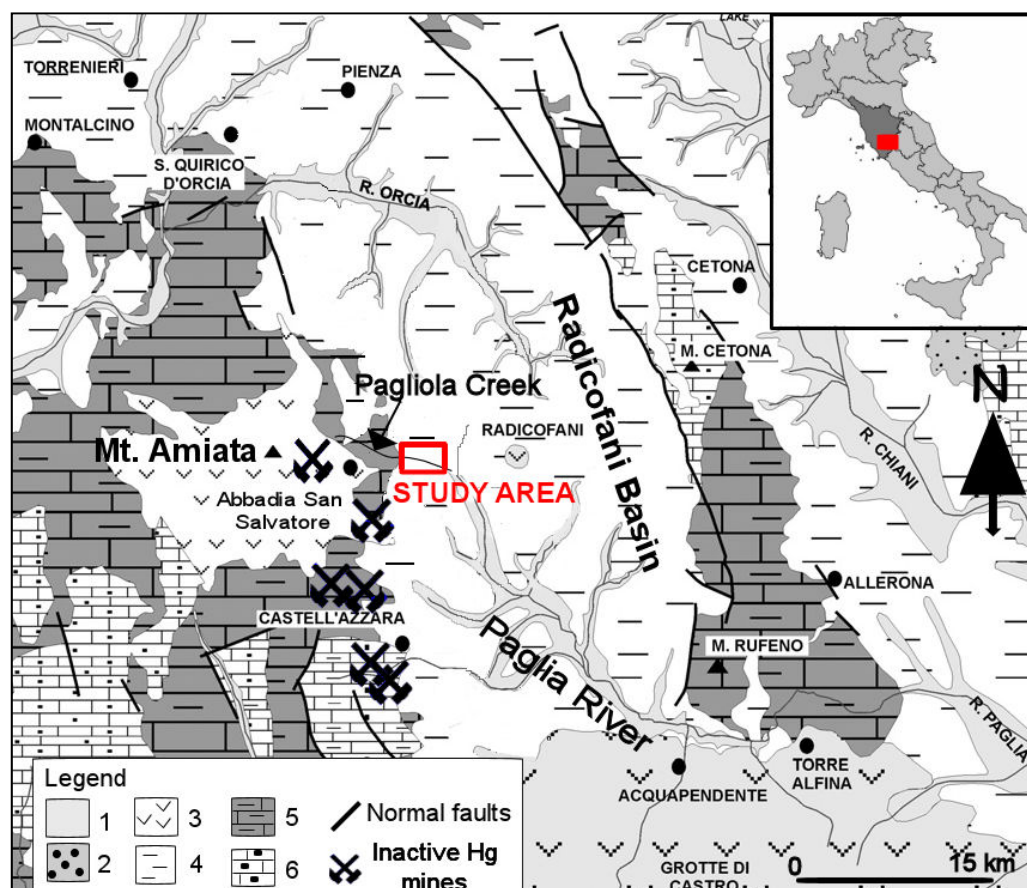 LAKE
TORRENIERI
PIENZA
MONTALCINO
S. QUIRICO
D'ORCIA
R. ORCIA
CETONA
Radicofani Basin
M. CETONA
N
Pagliola Creek
RADICOFANI
Mt. Amiata
R. CHIANI
STUDY AREA
Abbadia San
Salvatore
ALLERONA
CASTELL'AZZARA
Paglia River
M. RUFENO
R. PAGLIA
TORRE
ALFINA
ACQUAPENDENTE
GROTTE DI
CASTRO
0 15 km
Legend
1 3 5 Normal faults
2 4 6 Inactive Hg
mines